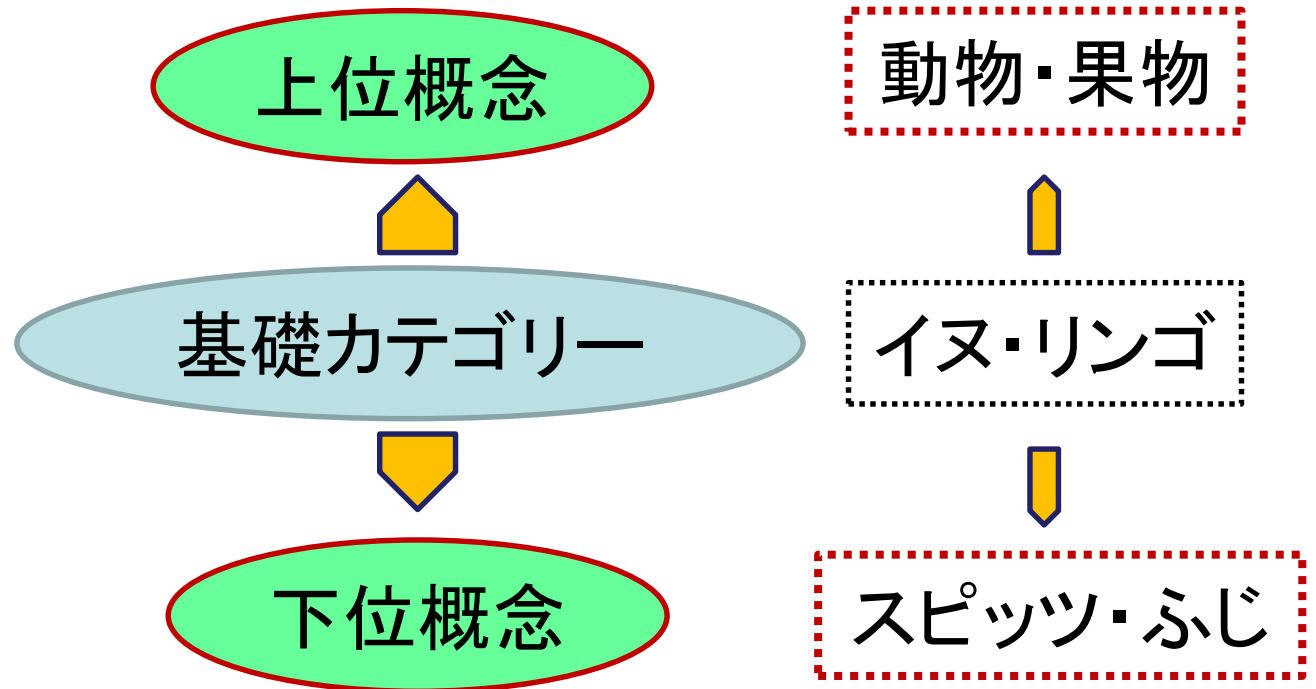 上位概念
動物・果物
基礎カテゴリー
イヌ・リンゴ
下位概念
スピッツ・ふじ